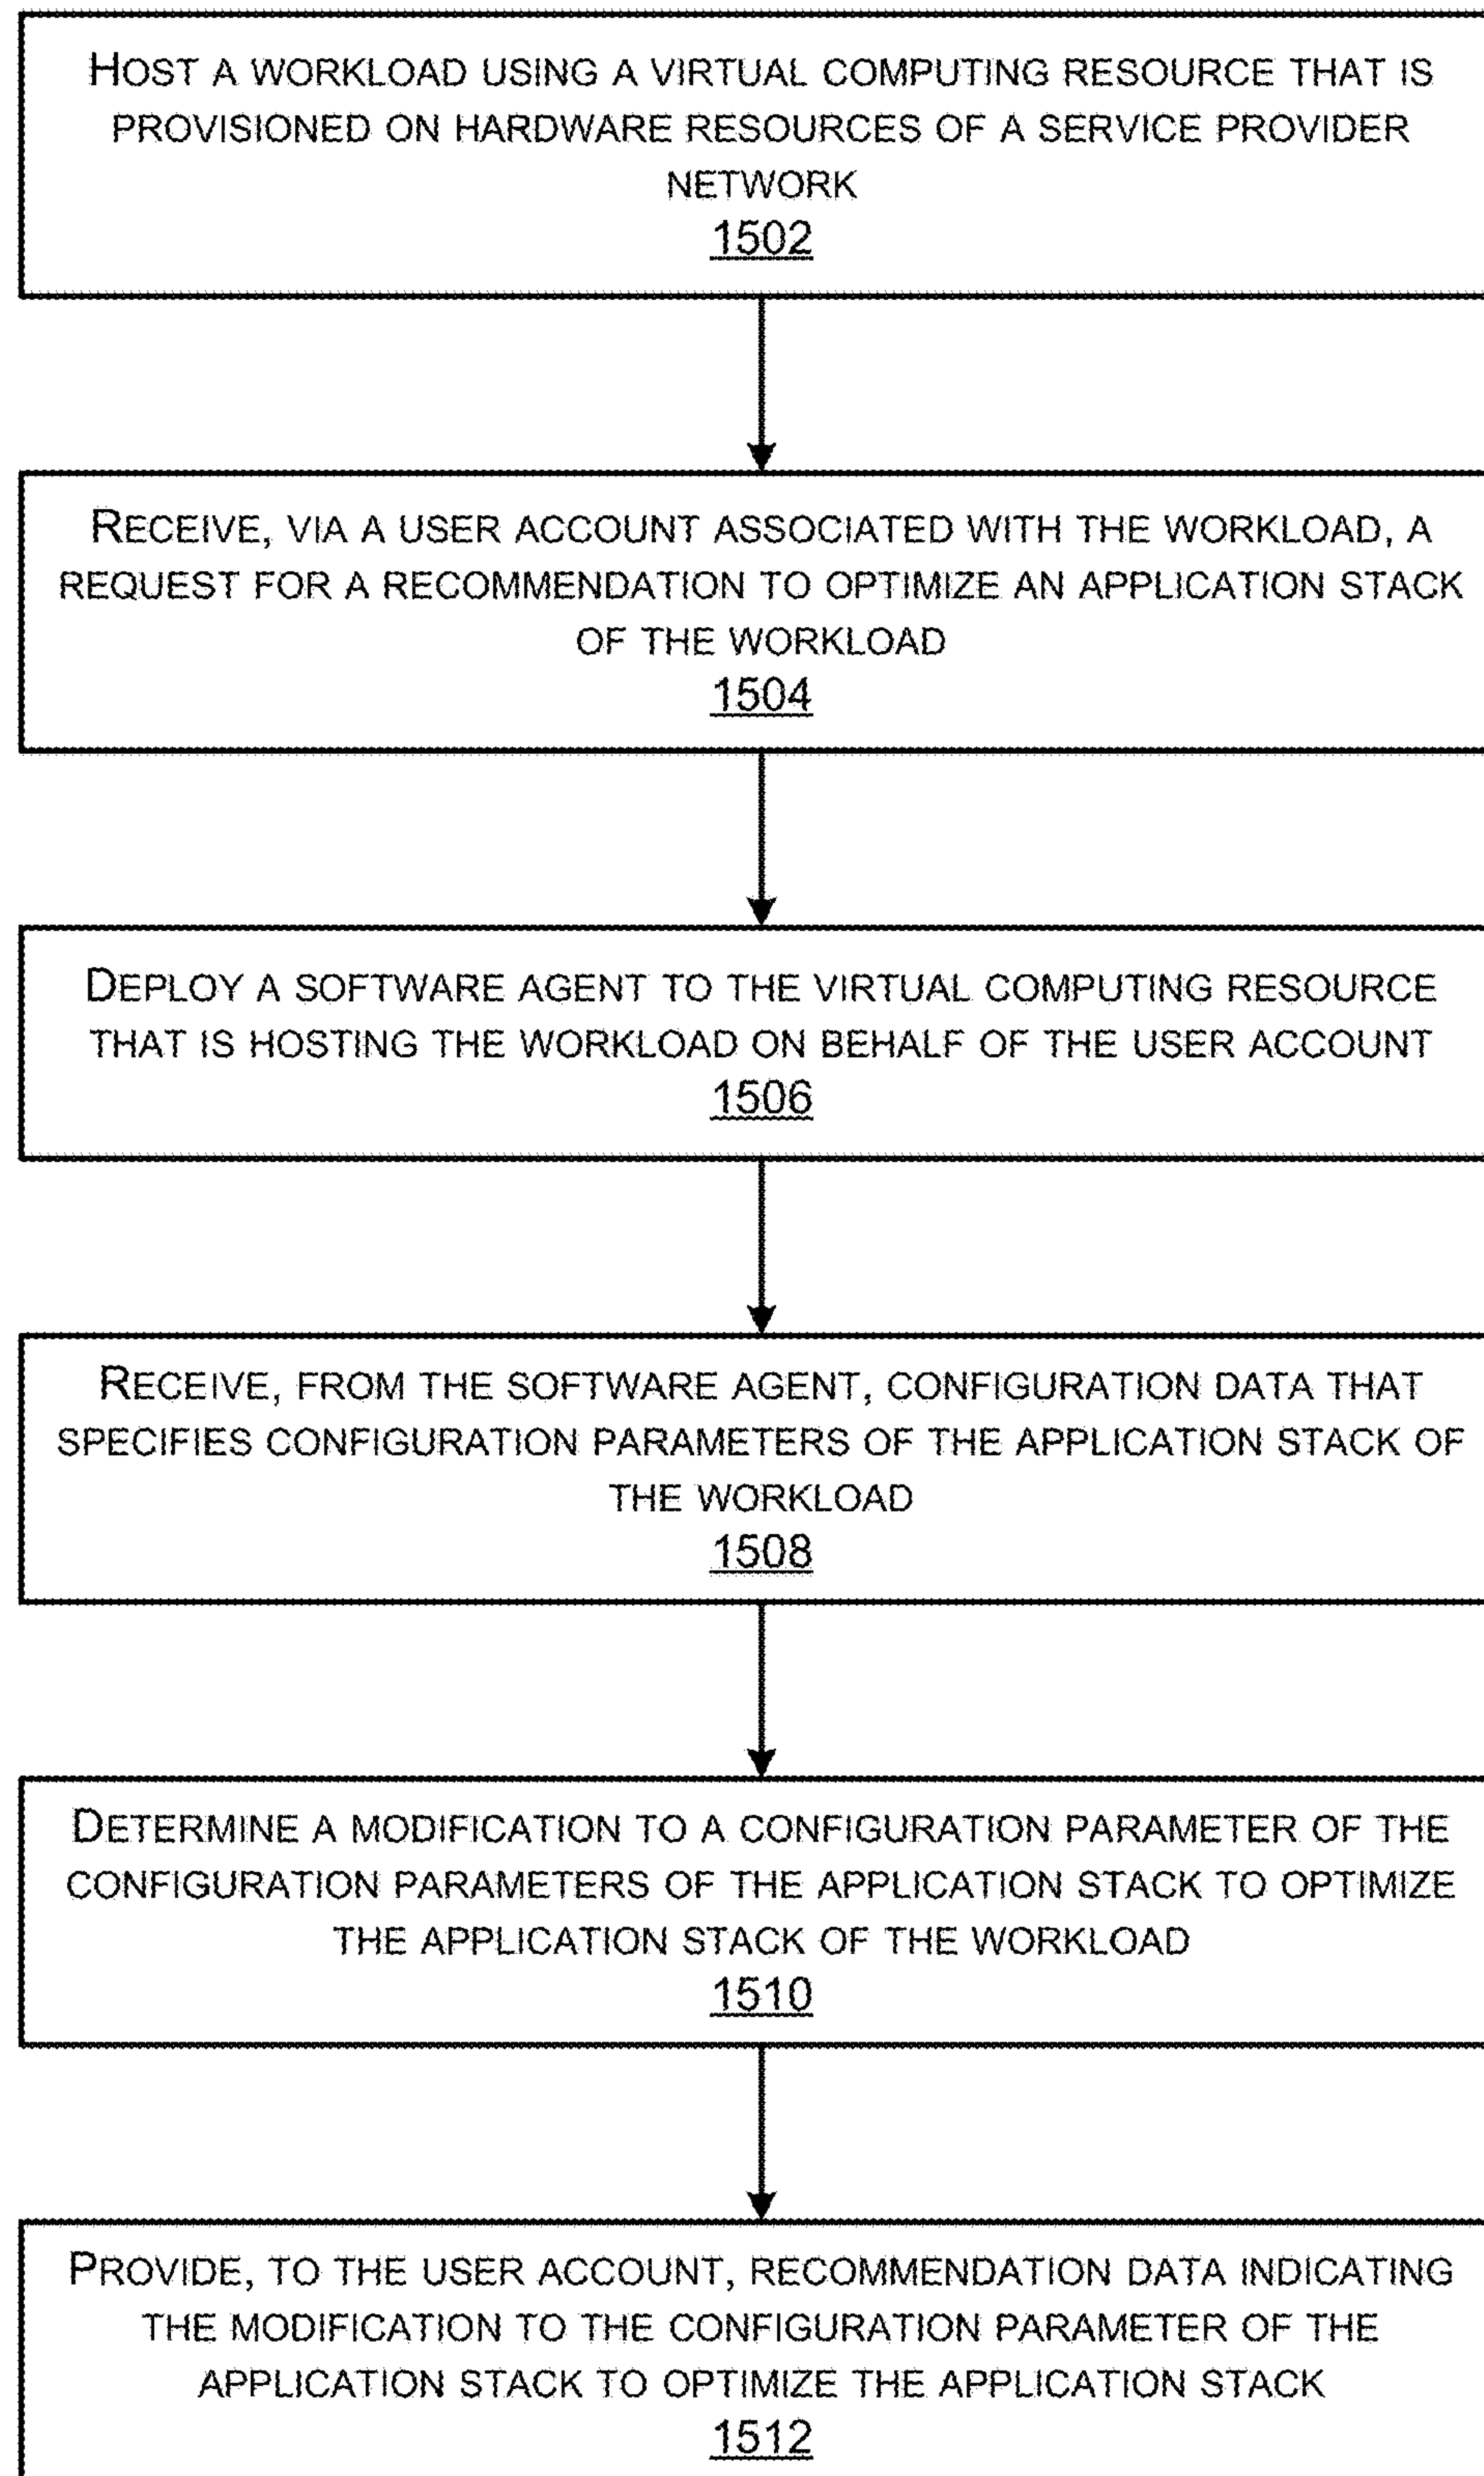 HOST A WORKLOAD USING A VIRTUAL COMPUTING RESOURCE THAT IS
PROVISIONED ON HARDWARE RESOURCES OF A SERVICE PROVIDER
NETWORK
1502
RECEIVE, VIA A USER ACCOUNT ASSOCIATED WITH THE WORKLOAD, A
REQUEST FOR A RECOMMENDATION TO OPTIMIZE AN APPLICATION STACK
OF THE WORKLOAD
1504
DEPLOY A SOFTWARE AGENT TO THE VIRTUAL COMPUTING RESOURCE
THAT IS HOSTING THE WORKLOAD ON BEHALF OF THE USER ACCOUNT
1506
RECEIVE, FROM THE SOFTWARE AGENT, CONFIGURATION DATA THAT
SPECIFIES CONFIGURATION PARAMETERS OF THE APPLICATION STACK OF
THE WORKLOAD
1508
DETERMINE A MODIFICATION TO A CONFIGURATION PARAMETER OF THE
CONFIGURATION PARAMETERS OF THE APPLICATION STACK TO OPTIMIZE
THE APPLICATION STACK OF THE WORKLOAD
1510
PROVIDE, TO THE USER ACCOUNT, RECOMMENDATION DATA INDICATING
THE MODIFICATION TO THE CONFIGURATION PARAMETER OF THE
APPLICATION STACK TO OPTIMIZE THE APPLICATION STACK
1512